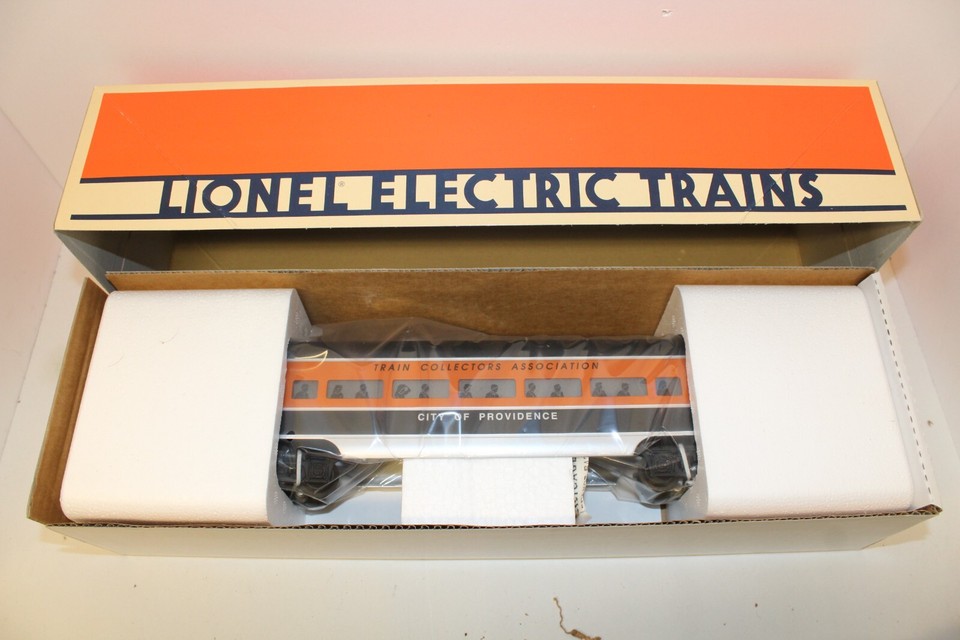 LIONEL® ELECTRIC TRAINS
TRAIN COLLECTORS ASSOCIATION
CITY OF PROVIDENCE